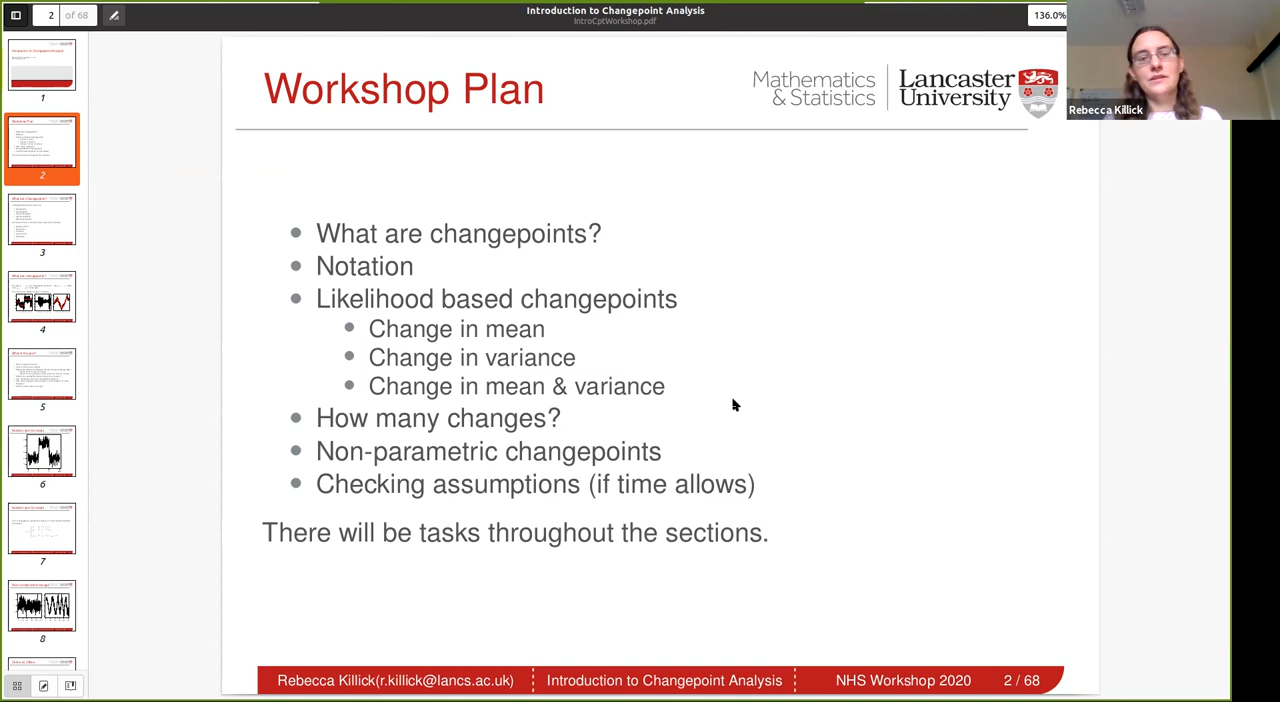 Introduction to Changepoint Analysis
IntroCptWorkshop.pdf
2 of 68
136.0%
Rebecca Killick
Workshop Plan
Mathematics & Statistics
Lancaster University
What are changepoints?
Notation
Likelihood based changepoints
Change in mean
Change in variance
Change in mean & variance
How many changes?
Non-parametric changepoints
Checking assumptions (if time allows)
There will be tasks throughout the sections.
Rebecca Killick(r.killick@lancs.ac.uk)
Introduction to Changepoint Analysis
NHS Workshop 2020
2 / 68
1
2
3
4
5
6
7
8